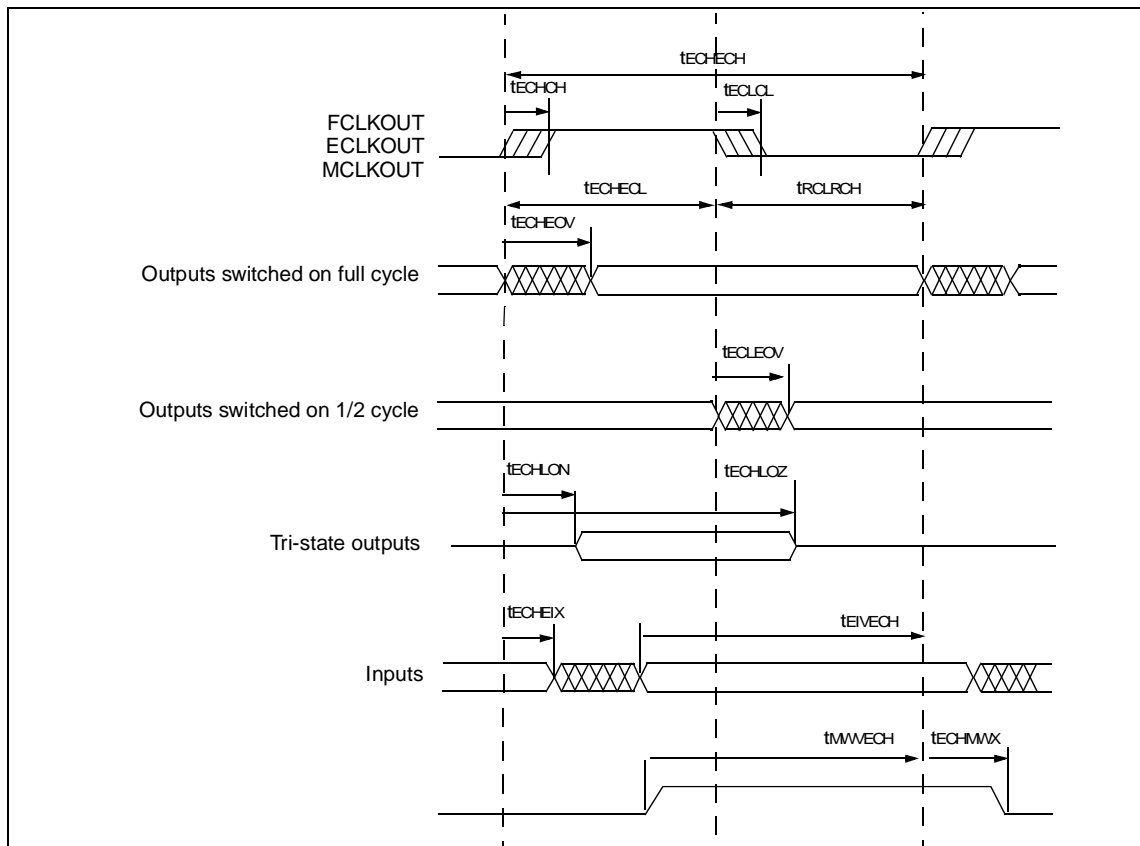 tECHECH
tECHCH
tECLCL
FCLKOUT
ECLKOUT
MCLKOUT
tECHECL
tRCLRCH
tECHEOV
Outputs switched on full cycle
tECLEOV
Outputs switched on 1/2 cycle
tECHLON
tECHLOZ
Tri-state outputs
tECHEIX
tEIVECH
Inputs
tMWVECH
tECHMWX